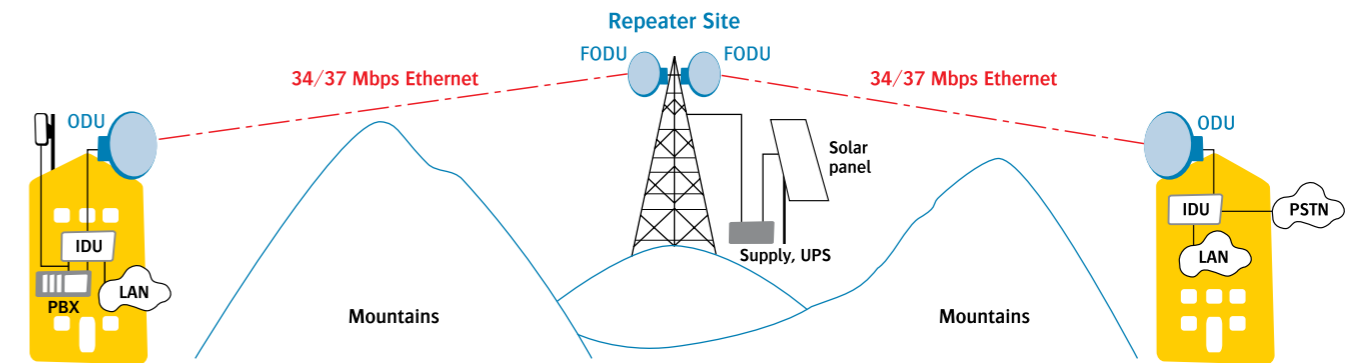 Repeater Site
FODU
FODU
34/37 Mbps Ethernet
34/37 Mbps Ethernet
ODU
ODU
Solar
panel
IDU
IDU
PSTN
LAN
Supply, UPS
PBX
LAN
Mountains
Mountains